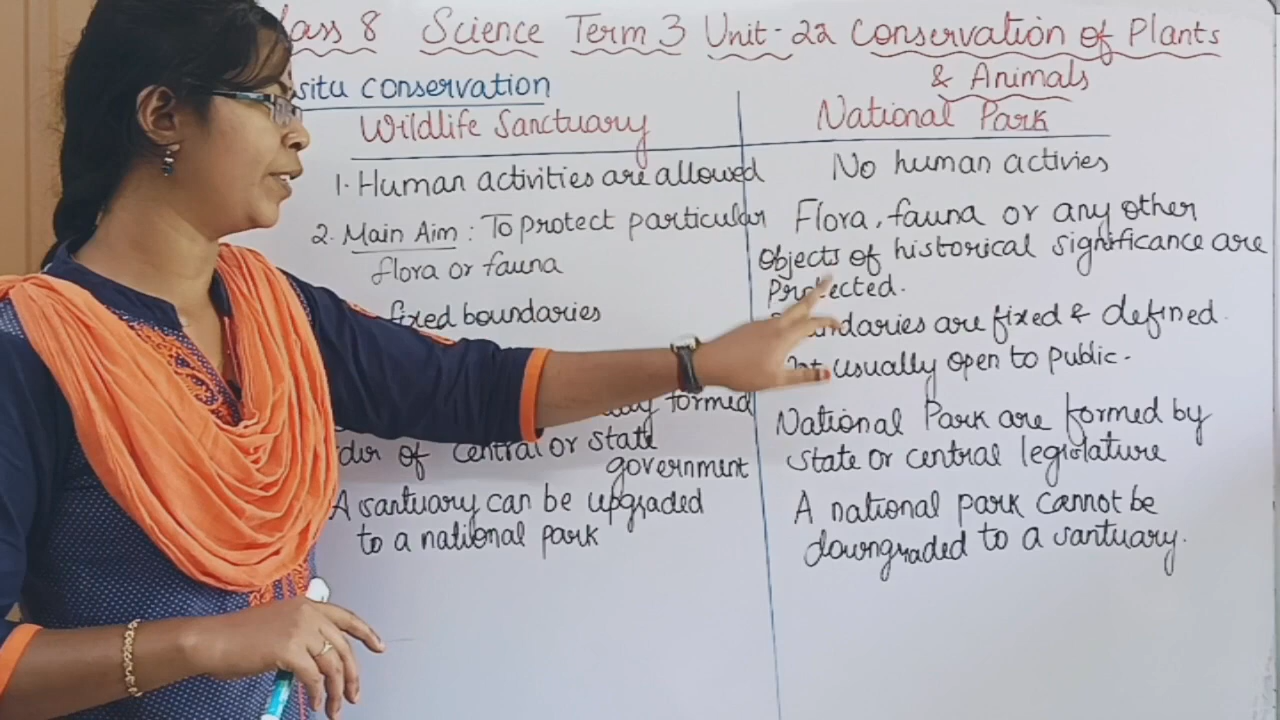 Class 8 Science Term 3 Unit-22 Conservation of Plants
& Animals
situ conservation
Wildlife Sanctuary
1. Human activities are allowed
2. Main Aim : To protect particular
flora or fauna
fixed boundaries
formed
of central or state
government
A santuary can be upgraded
to a national park
National Park
No human activies
Flora, fauna or any other
Objects of historical significance are
Protected.
are fixed & defined.
usually open to public.
National Park are formed by
state or central legislature
A national park cannot be
downgraded to a santuary.